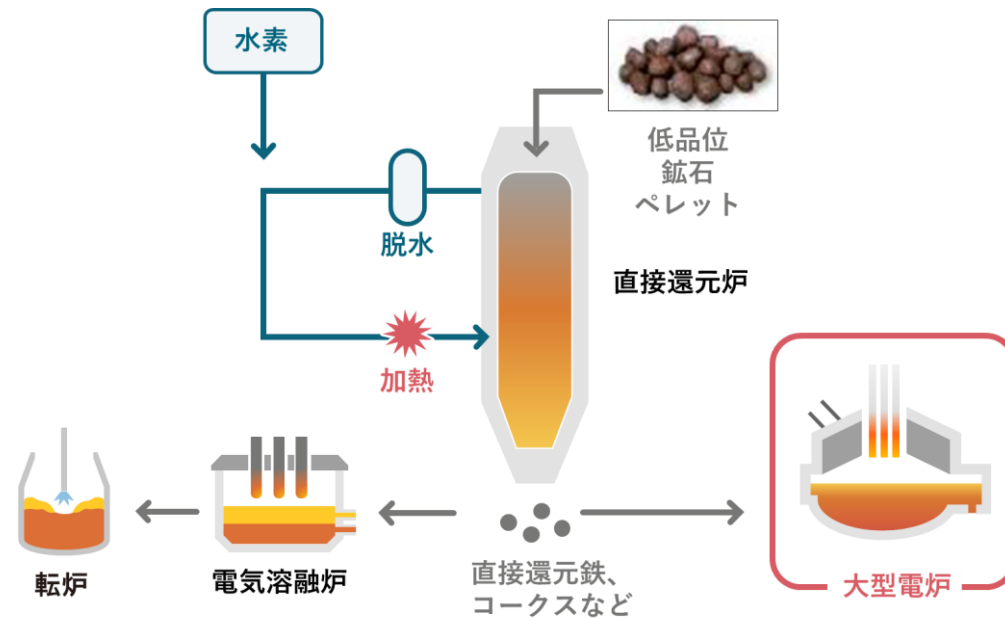 水素
低品位
鉱石
ペレット
脱水
直接還元炉
加熱
転炉
電気溶融炉
直接還元鉄、
コークスなど
大型電炉